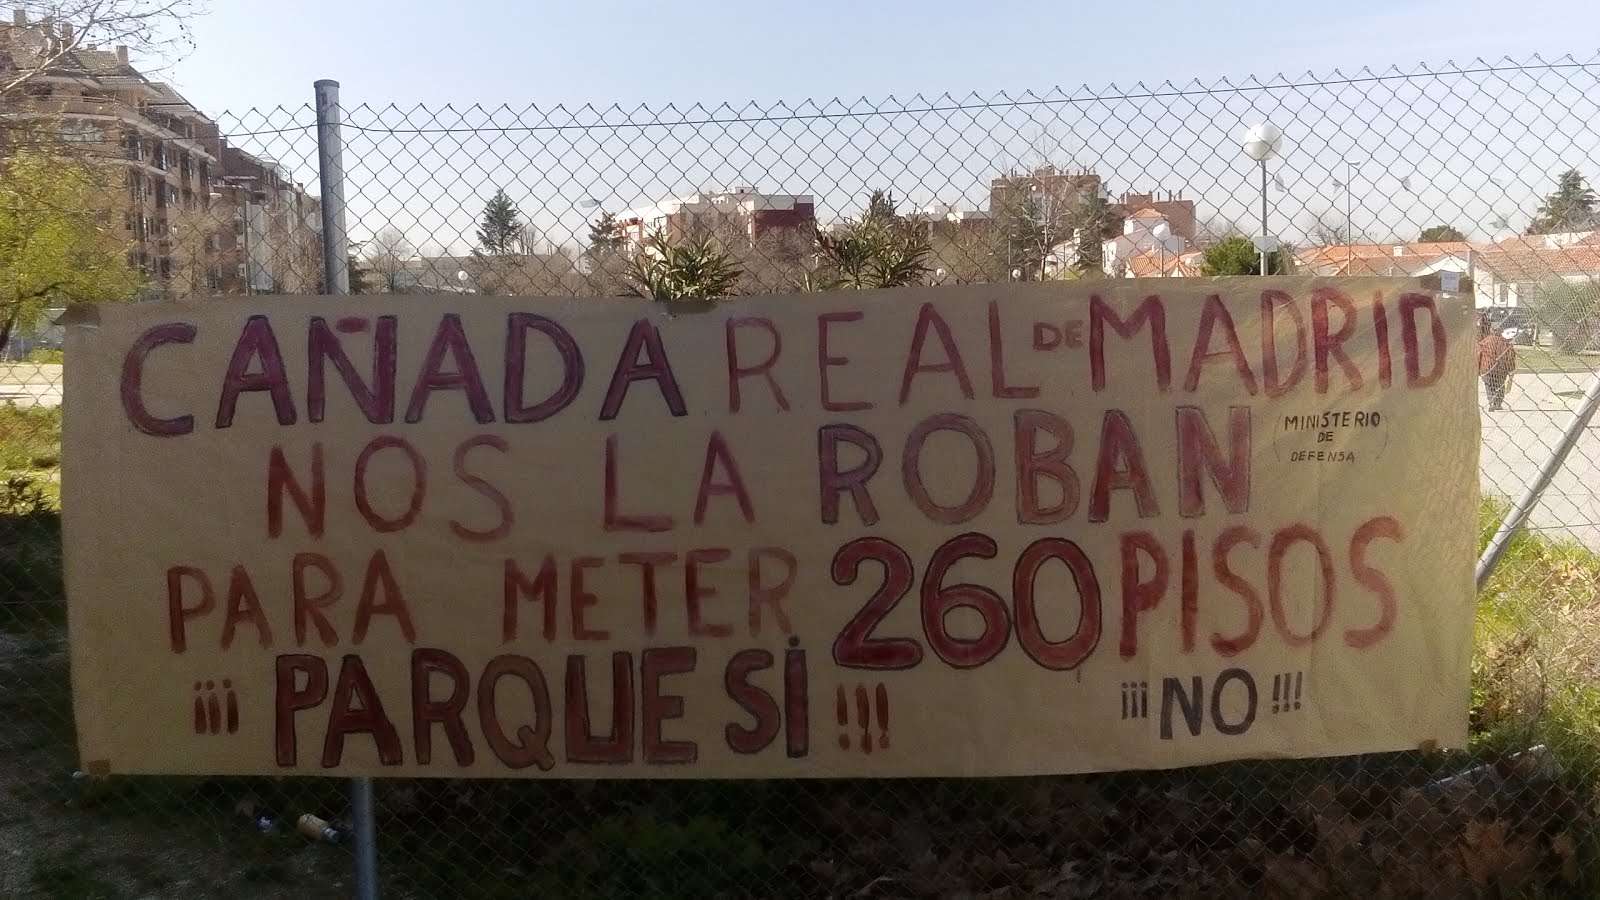 CAÑADA REAL DE MADRID
NOS LA ROBAN
MINISTERIO
DE
DEFENSA
PARA METER 260 PISOS
¡¡¡PARQUE SÍ!!! ¡¡¡NO!!!